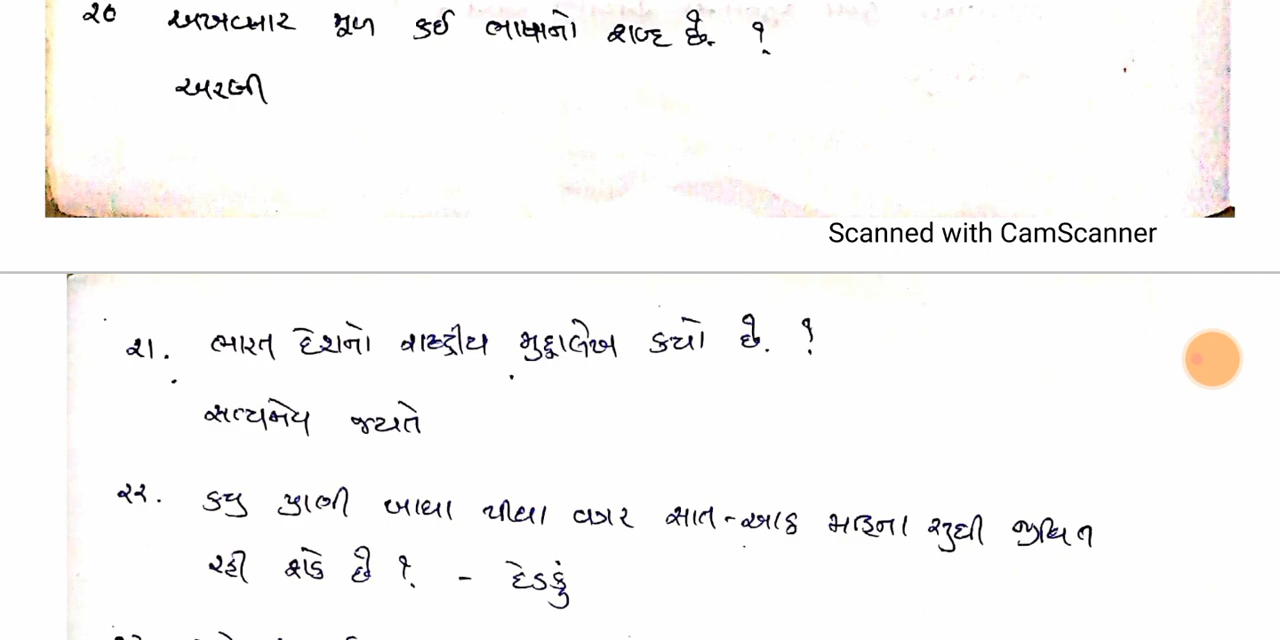 ૨૦ અખબાર મૂળ કઈ ભાષાનો શબ્દ છે. ?
અરબી
Scanned with CamScanner
૨૧. ભારત દેશનો રાષ્ટ્રીય મુદ્રાલેખ કયો છે. ?
સત્યમેય જયતે
૨૨. કયુ પ્રાણી ખાધા પીધા વગર સાત-આઠ મહિના સુધી જીવિત
રહી શકે છે ? - દેડકું